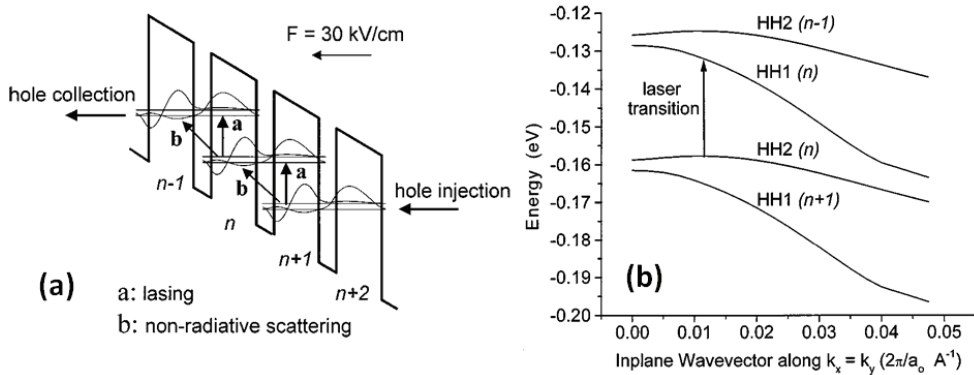 F = 30 kV/cm
hole collection
a
b
n-1
a
b
hole injection
n
n+1
n+2
(a)
a: lasing
b: non-radiative scattering
-0.12
-0.13
-0.14
-0.15
-0.16
-0.17
-0.18
-0.19
-0.20
Energy (eV)
HH2 (n-1)
HH1 (n)
laser
transition
HH2 (n)
HH1 (n+1)
(b)
0.00 0.01 0.02 0.03 0.04 0.05
Inplane Wavevector along kx = ky (2π/ao A-1)